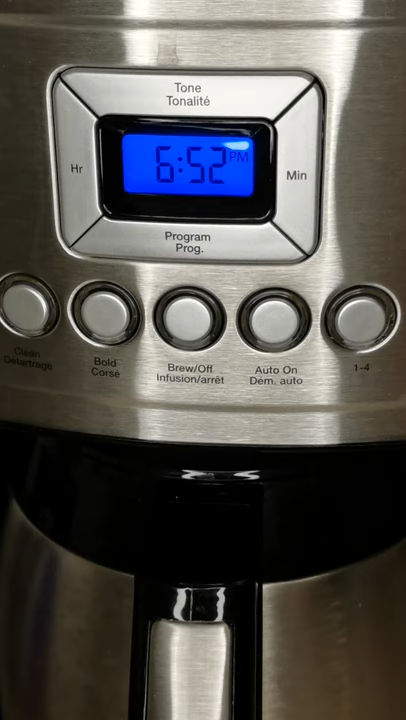 Tone
Tonalité
Hr
6:52 PM
Min
Program
Prog.
Clean
Détartrage
Bold
Corsé
Brew/Off
Infusion/arrêt
Auto On
Dém. auto
1-4